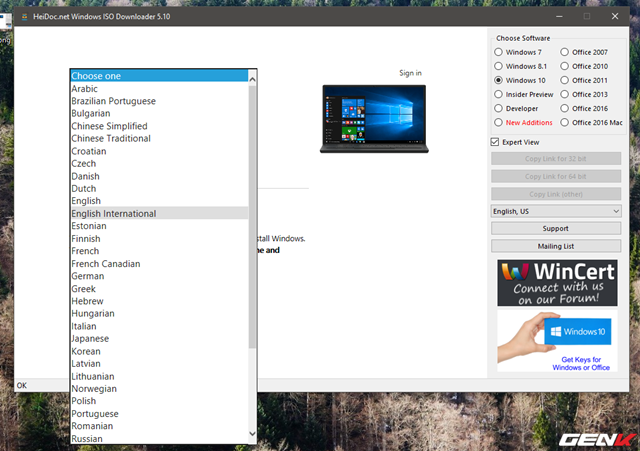 HeiDoc.net Windows ISO Downloader 5.10
Choose one
Arabic
Brazilian Portuguese
Bulgarian
Chinese Simplified
Chinese Traditional
Croatian
Czech
Danish
Dutch
English
English International
Estonian
Finnish
French
French Canadian
German
Greek
Hebrew
Hungarian
Italian
Japanese
Korean
Latvian
Lithuanian
Norwegian
Polish
Portuguese
Romanian
Russian
Sign in
stall Windows.
ne and
Choose Software
Windows 7 Office 2007
Windows 8.1 Office 2010
Windows 10 Office 2011
Insider Preview Office 2013
Developer Office 2016
New Additions Office 2016 Mac
Expert View
Copy Link for 32 bit
Copy Link for 64 bit
Copy Link (other)
English, US
Support
Mailing List
WinCert
Connect with us
on our Forum!
Windows 10
Get Keys for
Windows or Office
OK
ong
GENK